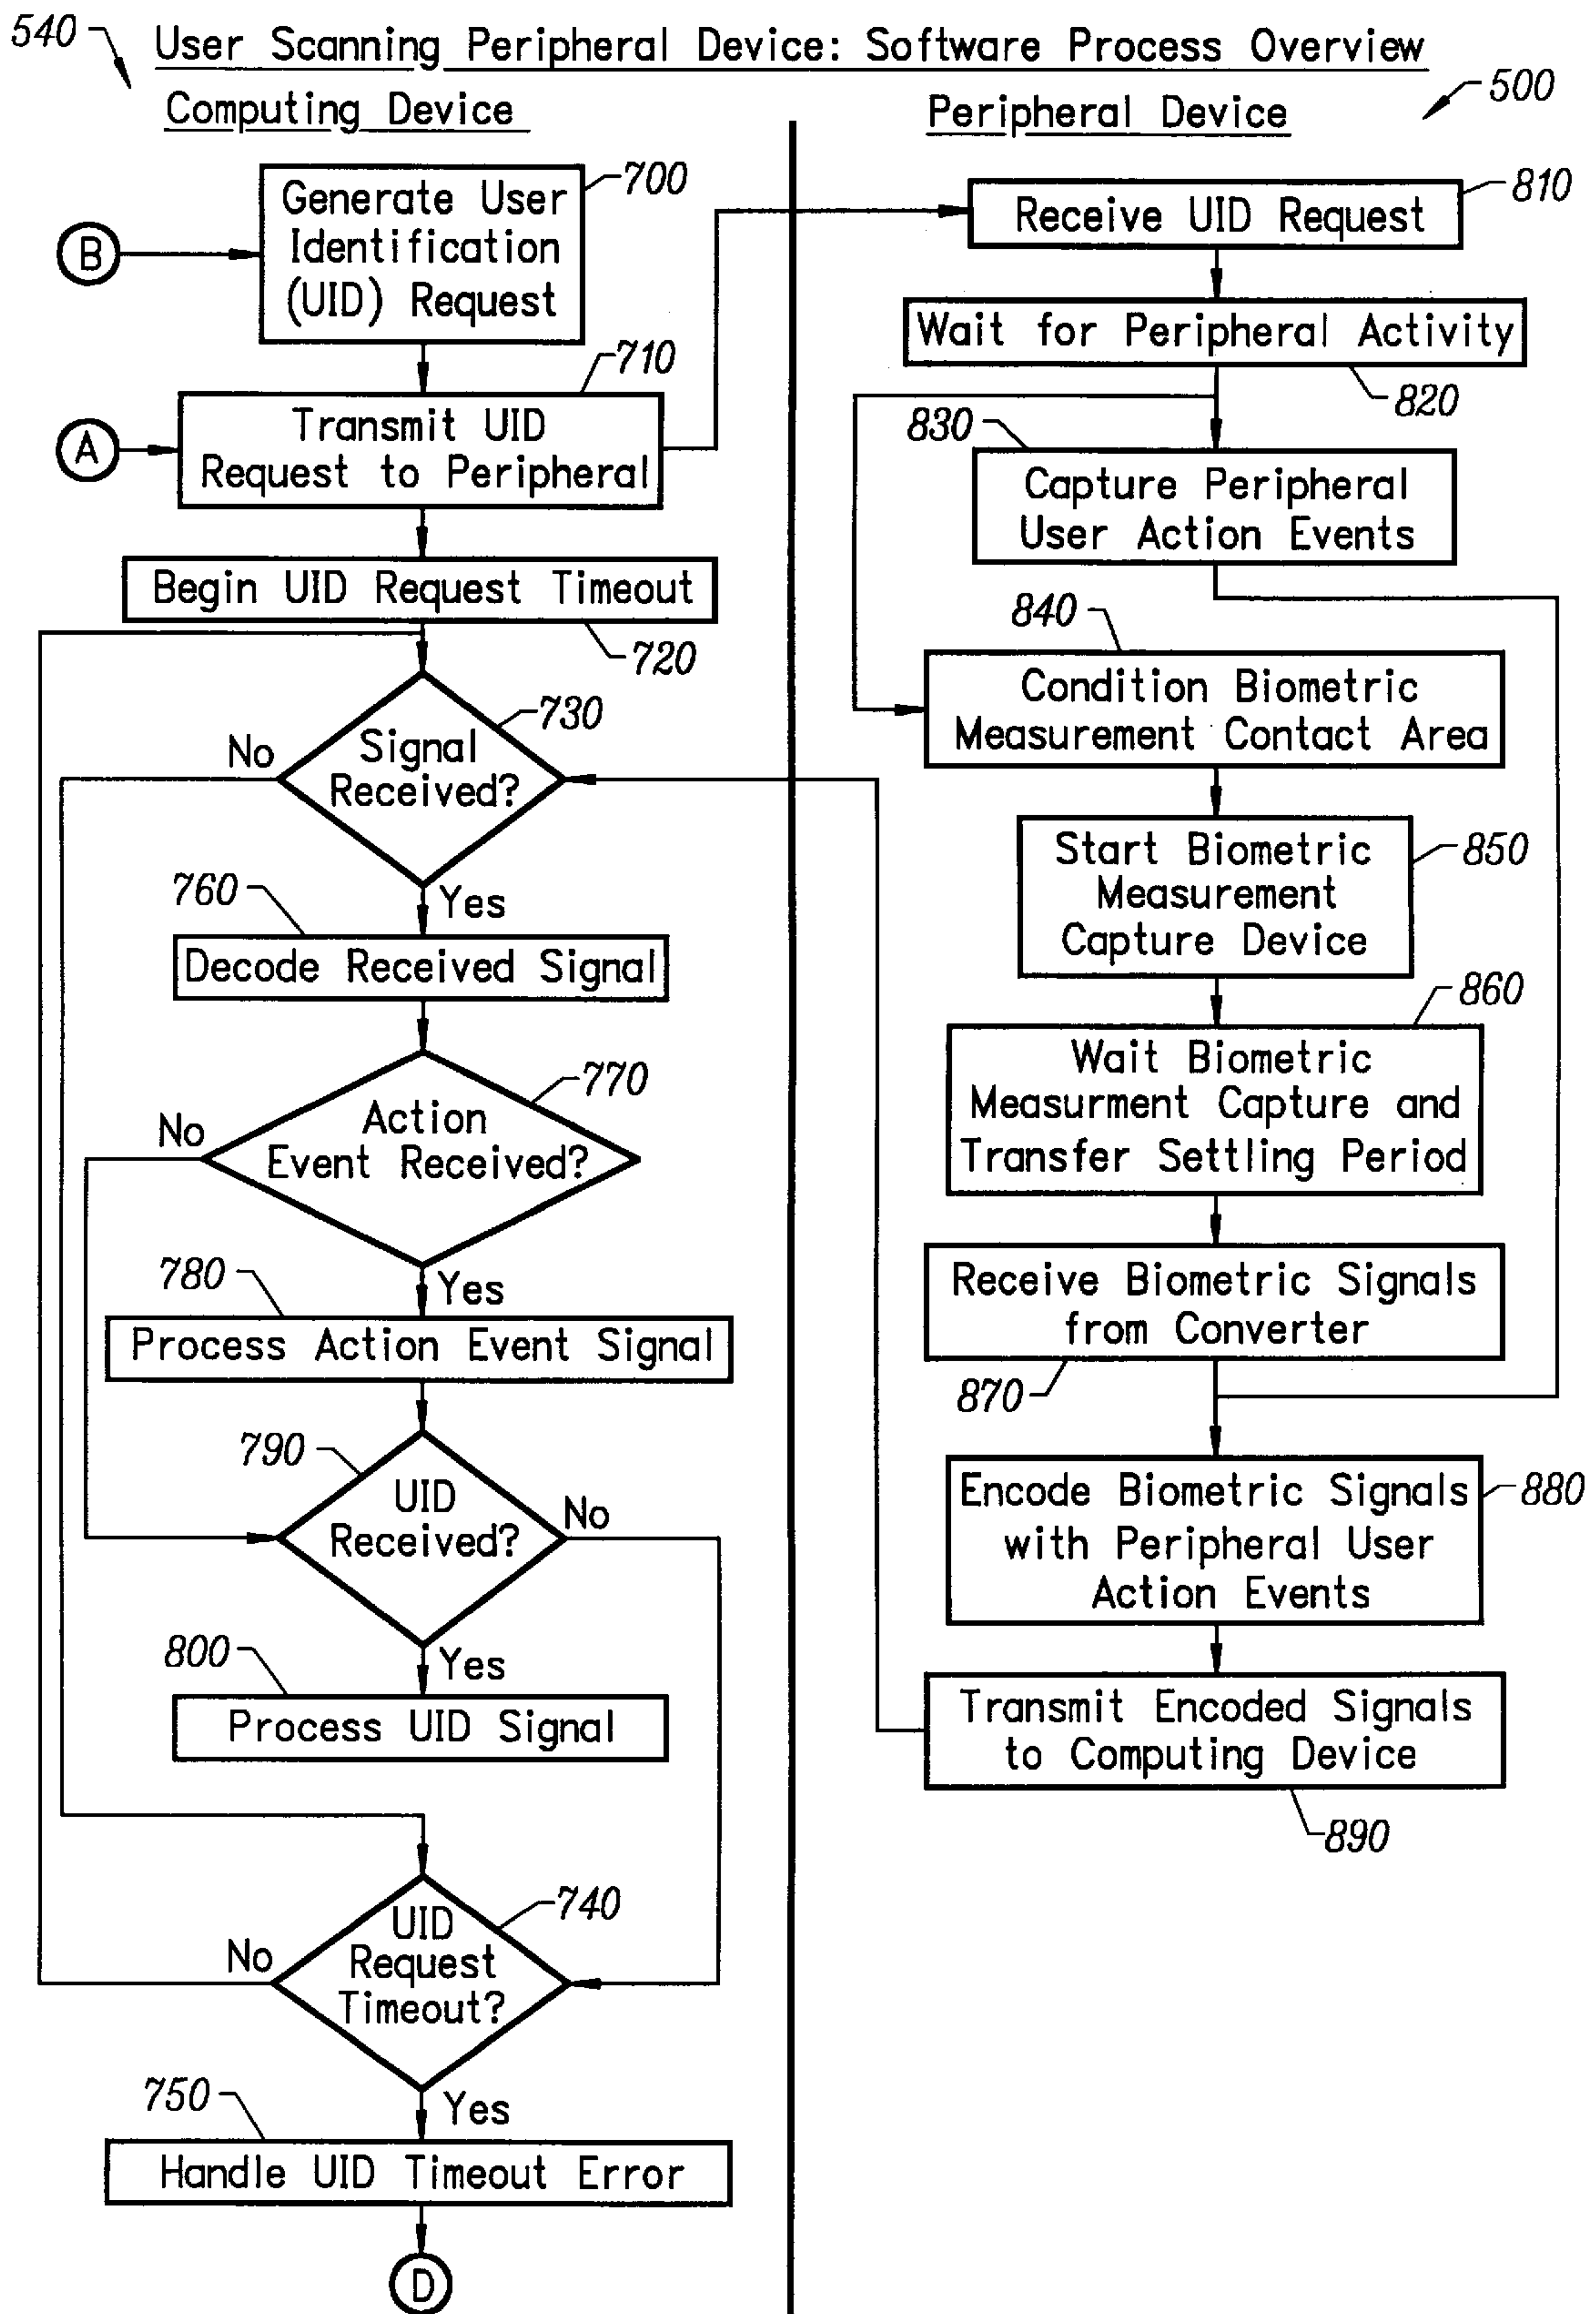 540
User Scanning Peripheral Device: Software Process Overview
Computing Device
Peripheral Device
500
B
Generate User
Identification
(UID) Request
700
A
Transmit UID
Request to Peripheral
710
Begin UID Request Timeout
720
Signal
Received?
730
No
Yes
760
Decode Received Signal
Action
Event Received?
770
No
Yes
780
Process Action Event Signal
790
UID
Received?
No
Yes
800
Process UID Signal
UID
Request
Timeout?
740
No
Yes
750
Handle UID Timeout Error
D
Receive UID Request
810
Wait for Peripheral Activity
820
830
Capture Peripheral
User Action Events
840
Condition Biometric
Measurement Contact Area
Start Biometric
Measurement
Capture Device
850
860
Wait Biometric
Measurment Capture and
Transfer Settling Period
Receive Biometric Signals
from Converter
870
Encode Biometric Signals
with Peripheral User
Action Events
880
Transmit Encoded Signals
to Computing Device
890